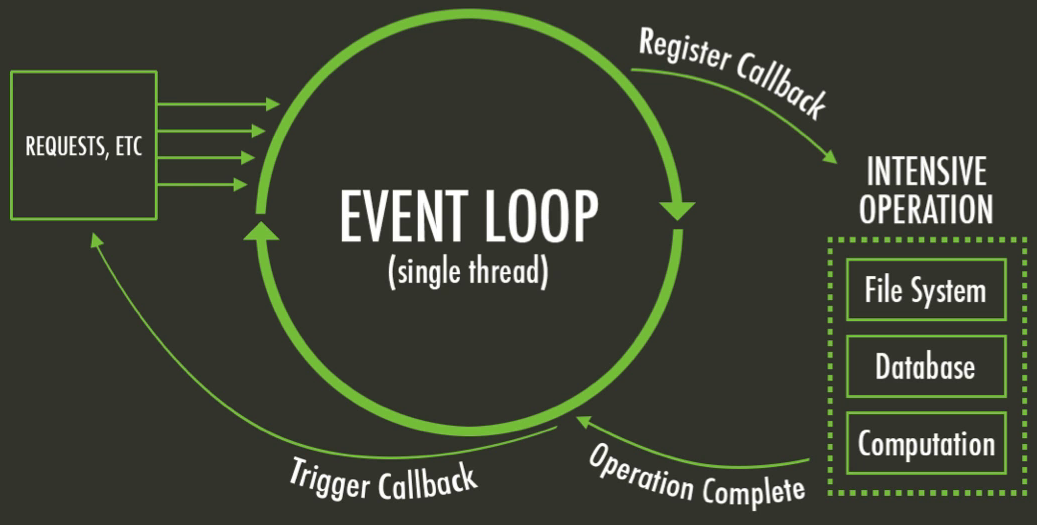 Register Callback
REQUESTS, ETC
EVENT LOOP
(single thread)
INTENSIVE
OPERATION
File System
Database
Computation
Operation Complete
Trigger Callback